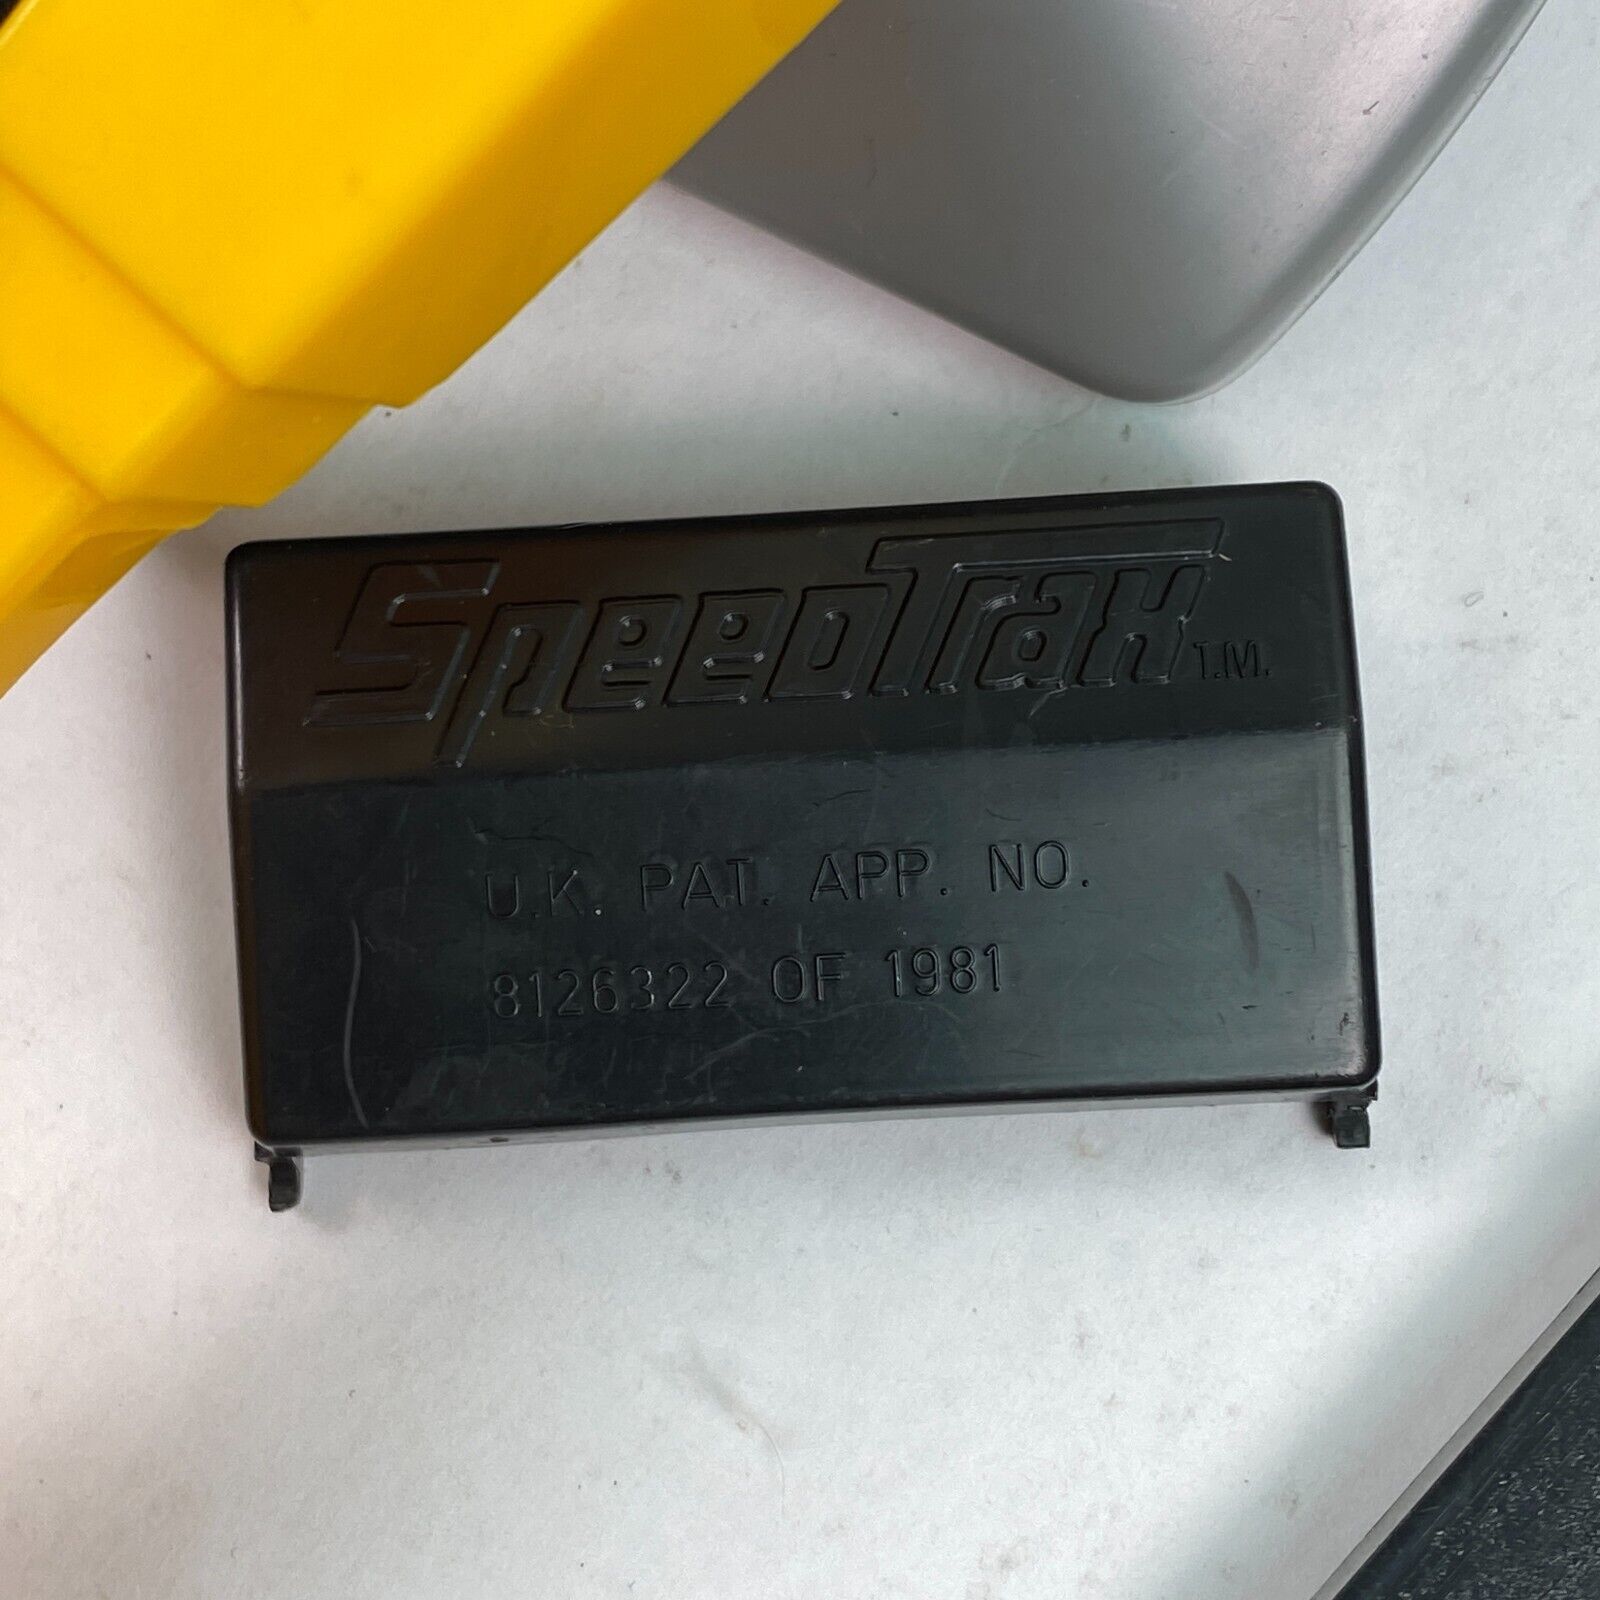 SpeedTrax T.M.
U.K. PAT. APP. NO.
8126322 OF 1981